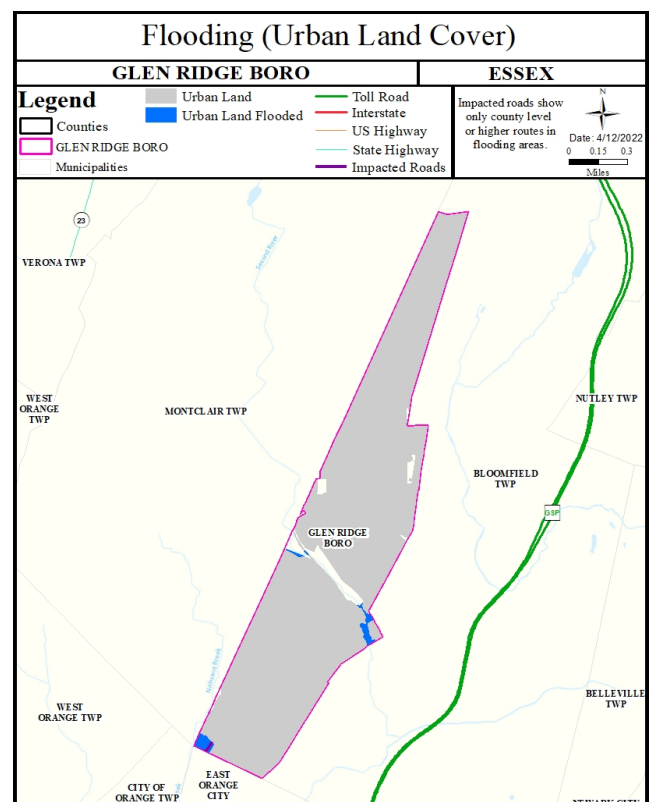 Flooding (Urban Land Cover)
GLEN RIDGE BORO
ESSEX
Legend
Counties
GLEN RIDGE BORO
Municipalities
Urban Land
Urban Land Flooded
Toll Road
Interstate
US Highway
State Highway
Impacted Roads
Impacted roads show
only county level
or higher routes in
flooding areas.
N
Date: 4/12/2022
0 0.15 0.3
Miles
23
VERONA TWP
Second River
WEST
ORANGE
TWP
MONTCLAIR TWP
NUTLEY TWP
BLOOMFIELD
TWP
GSP
GLEN RIDGE
BORO
WEST
ORANGE TWP
BELLEVILLE
TWP
CITY OF
ORANGE TWP
EAST
ORANGE
CITY
NEWARK CITY